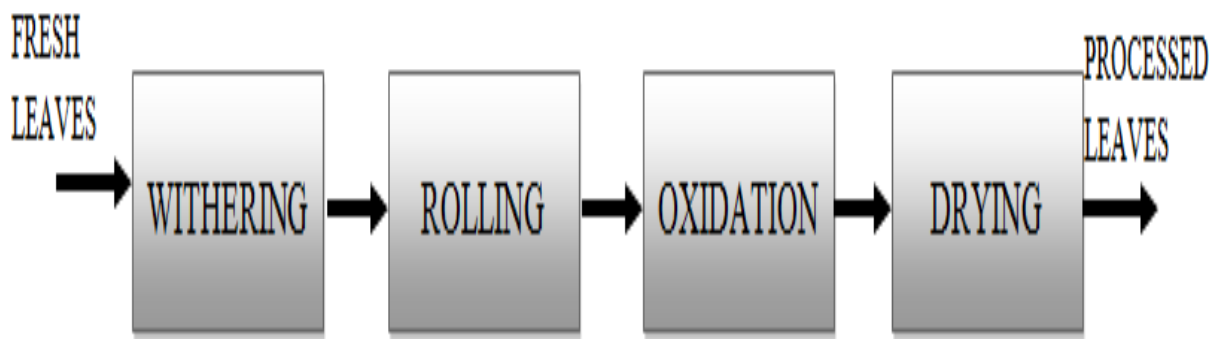 FRESH
LEAVES
WITHERING
ROLLING
OXIDATION
DRYING
PROCESSED
LEAVES